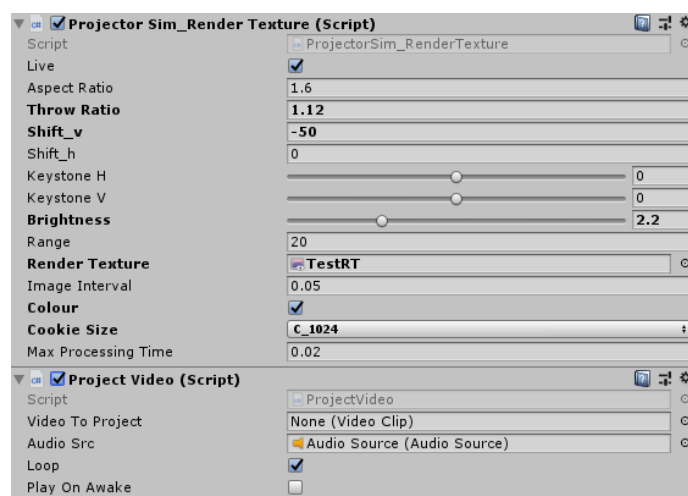 Projector Sim_Render Texture (Script)
Script ProjectorSim_RenderTexture
Live
Aspect Ratio 1.6
Throw Ratio 1.12
Shift_v -50
Shift_h 0
Keystone H 0
Keystone V 0
Brightness 2.2
Range 20
Render Texture TestRT
Image Interval 0.05
Colour
Cookie Size C_1024
Max Processing Time 0.02
Project Video (Script)
Script ProjectVideo
Video To Project None (Video Clip)
Audio Src Audio Source (Audio Source)
Loop
Play On Awake